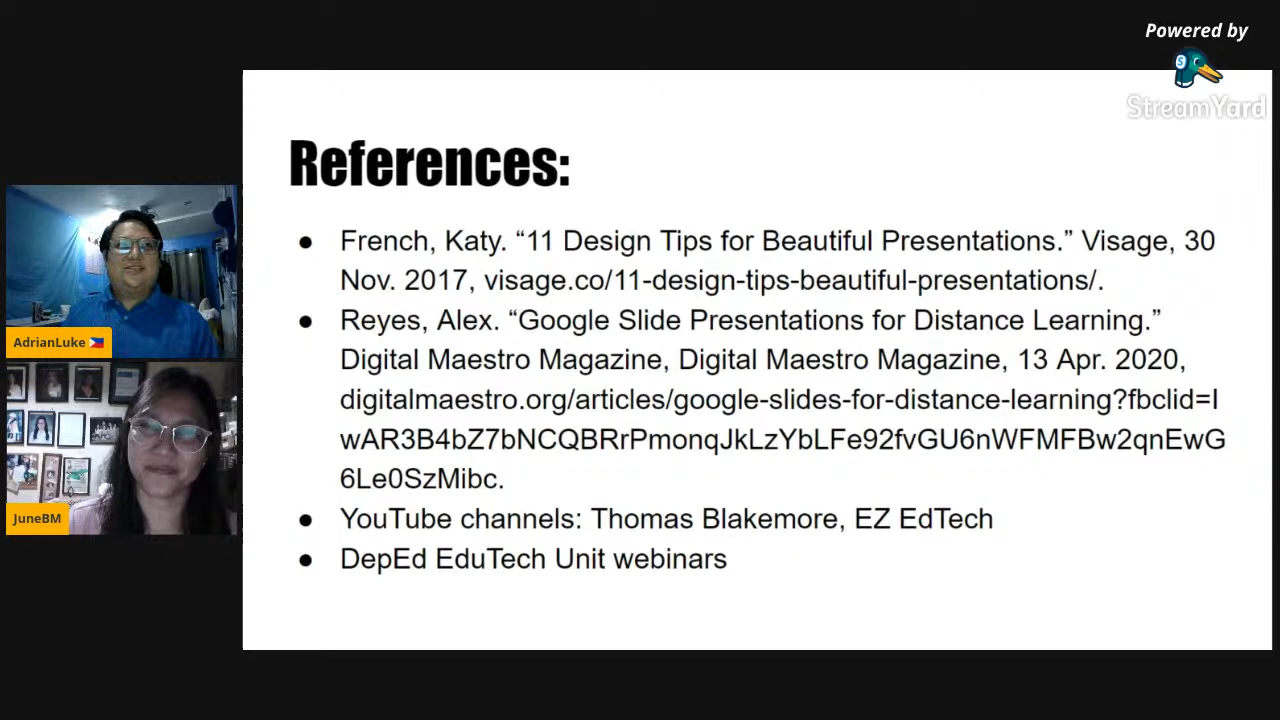 Powered by
StreamYard
References:
● French, Katy. “11 Design Tips for Beautiful Presentations.” Visage, 30
Nov. 2017, visage.co/11-design-tips-beautiful-presentations/.
● Reyes, Alex. “Google Slide Presentations for Distance Learning.”
Digital Maestro Magazine, Digital Maestro Magazine, 13 Apr. 2020,
digitalmaestro.org/articles/google-slides-for-distance-learning?fbclid=I
wAR3B4bZ7bNCQBRrPmonqJkLzYbLFe92fvGU6nWFMFBw2qnEwG
6Le0SzMibc.
● YouTube channels: Thomas Blakemore, EZ EdTech
● DepEd EduTech Unit webinars
AdrianLuke 🇵🇭
JuneBM